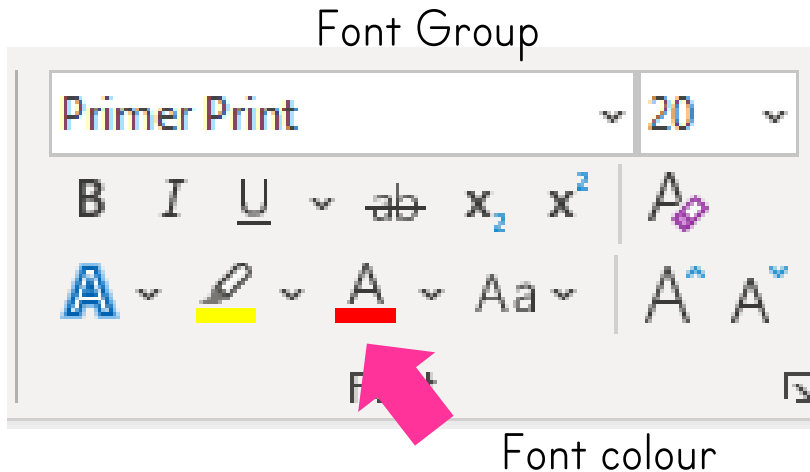 Font Group
Primer Print 20
B I U ab x₂ x² A
A A Aa A A
Font colour